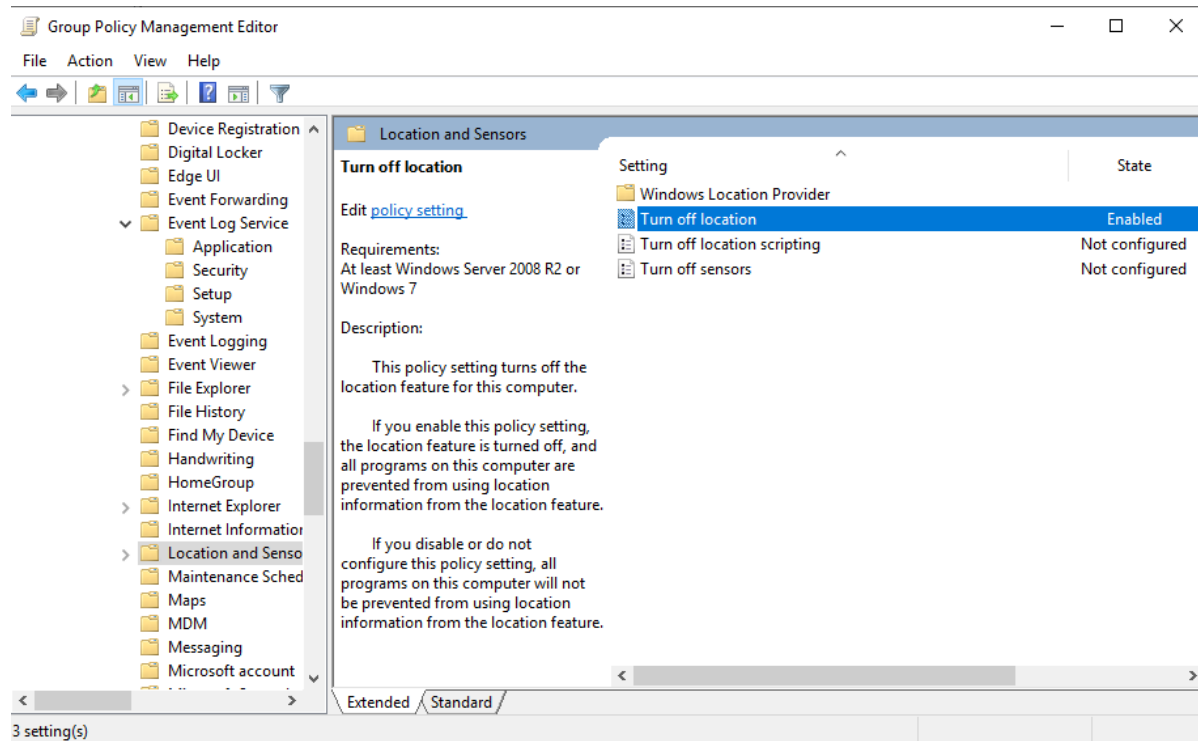 Group Policy Management Editor
File Action View Help
Device Registration
Digital Locker
Edge UI
Event Forwarding
Event Log Service
Application
Security
Setup
System
Event Logging
Event Viewer
File Explorer
File History
Find My Device
Handwriting
HomeGroup
Internet Explorer
Internet Information
Location and Senso
Maintenance Sched
Maps
MDM
Messaging
Microsoft account
Location and Sensors
Turn off location
Edit policy setting
Requirements:
At least Windows Server 2008 R2 or
Windows 7
Description:
This policy setting turns off the
location feature for this computer.
If you enable this policy setting,
the location feature is turned off, and
all programs on this computer are
prevented from using location
information from the location feature.
If you disable or do not
configure this policy setting, all
programs on this computer will not
be prevented from using location
information from the location feature.
Setting State
Windows Location Provider
Turn off location Enabled
Turn off location scripting Not configured
Turn off sensors Not configured
Extended Standard
3 setting(s)